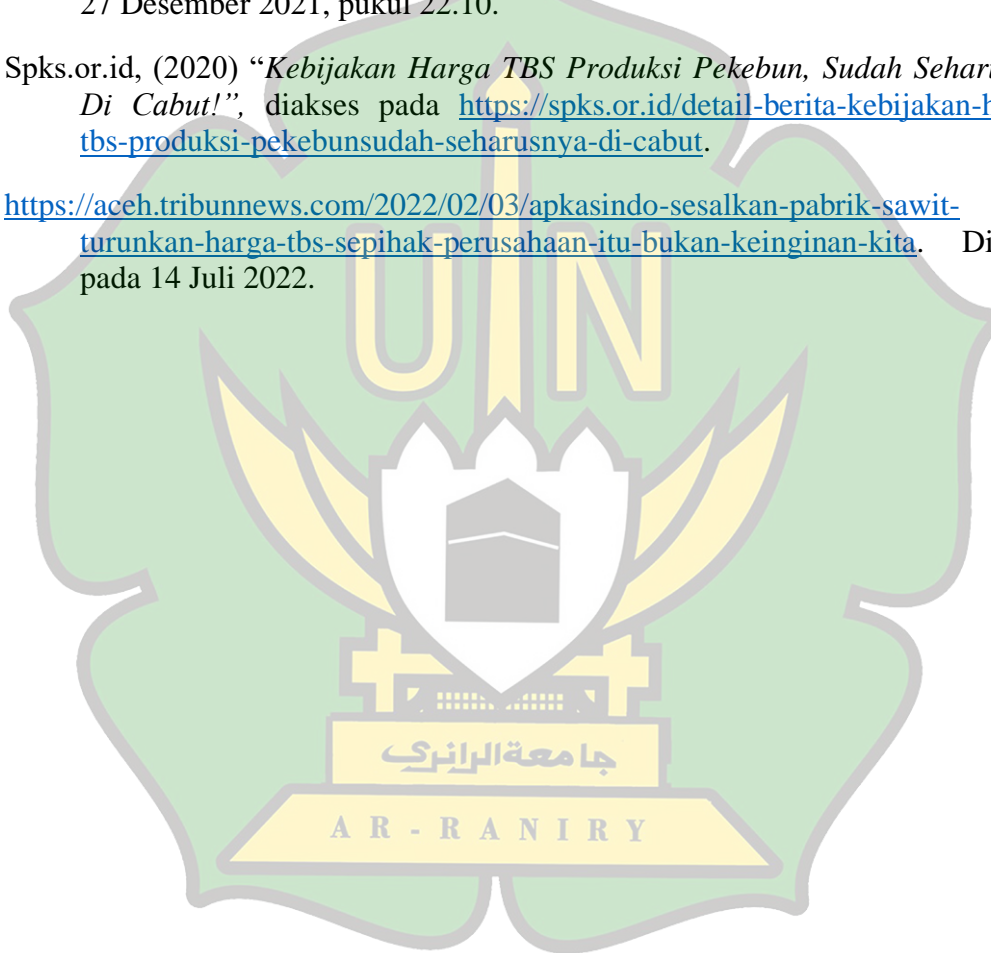 27 Desember 2021, pukul 22.10.
Spks.or.id, (2020) “Kebijakan Harga TBS Produksi Pekebun, Sudah
Di Cabut!”, diakses pada https://spks.or.id/detail-berita-kebijakan-
tbs-produksi-pekebunsudah-seharusnya-di-cabut.
https://aceh.tribunnews.com/2022/02/03/apkasindo-sesalkan-pabrik-sawit-
turunkan-harga-tbs-sepihak-perusahaan-itu-bukan-keinginan-kita.
pada 14 Juli 2022.
UIN
جامعة الرانري
AR-RANIRY